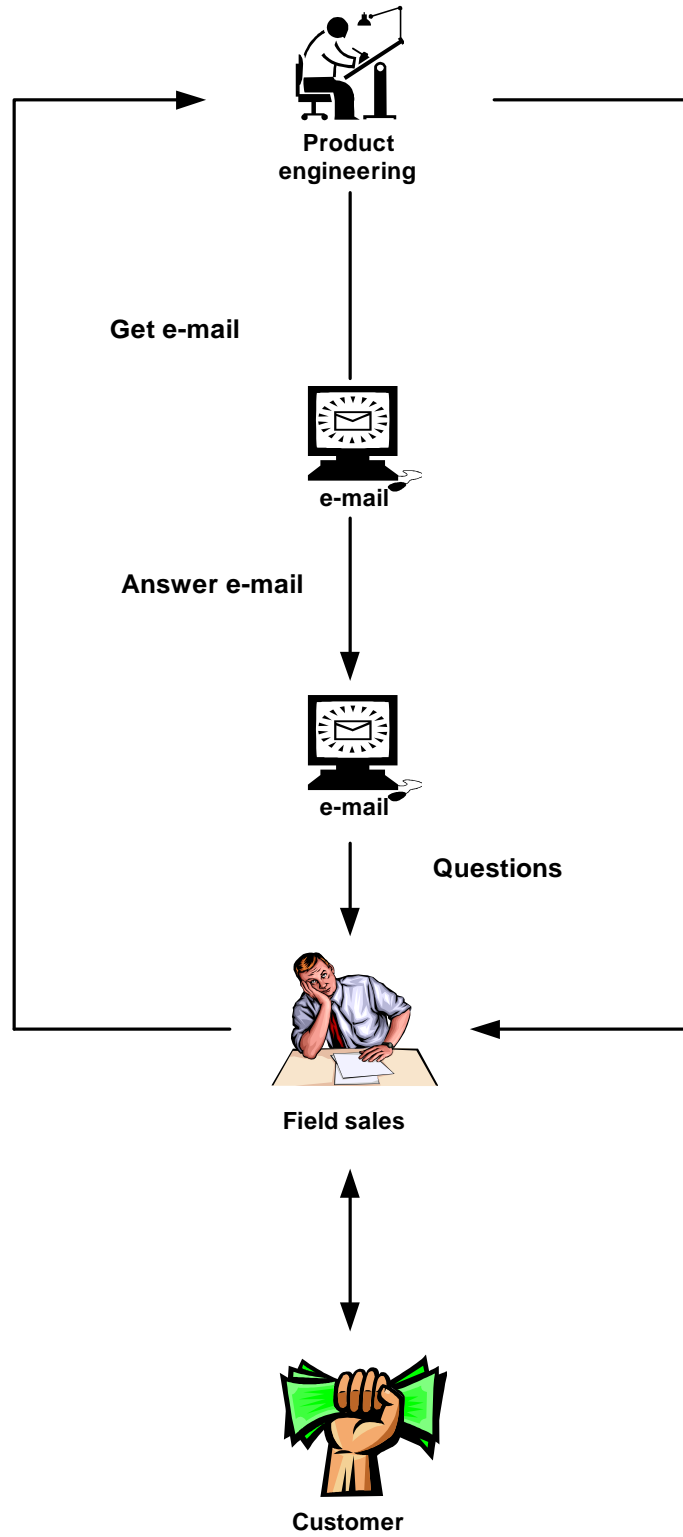 Product
engineering
Get e-mail
e-mail
Answer e-mail
e-mail
Questions
Field sales
Customer